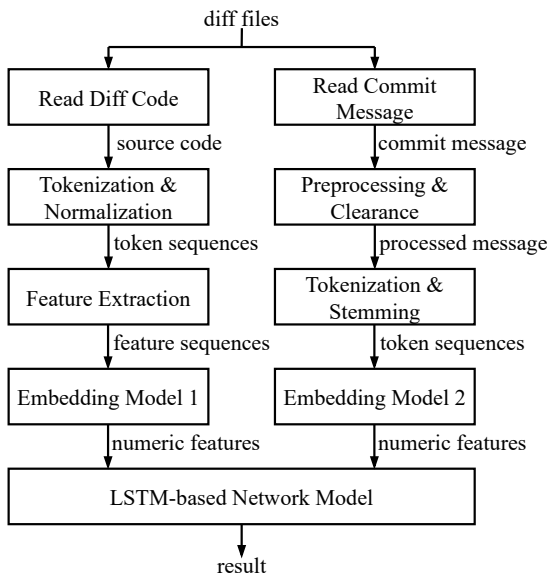 diff files
Read Diff Code
Read Commit
Message
source code
commit message
Tokenization &
Normalization
Preprocessing &
Clearance
token sequences
processed message
Feature Extraction
Tokenization &
Stemming
feature sequences
token sequences
Embedding Model 1
Embedding Model 2
numeric features
numeric features
LSTM-based Network Model
result